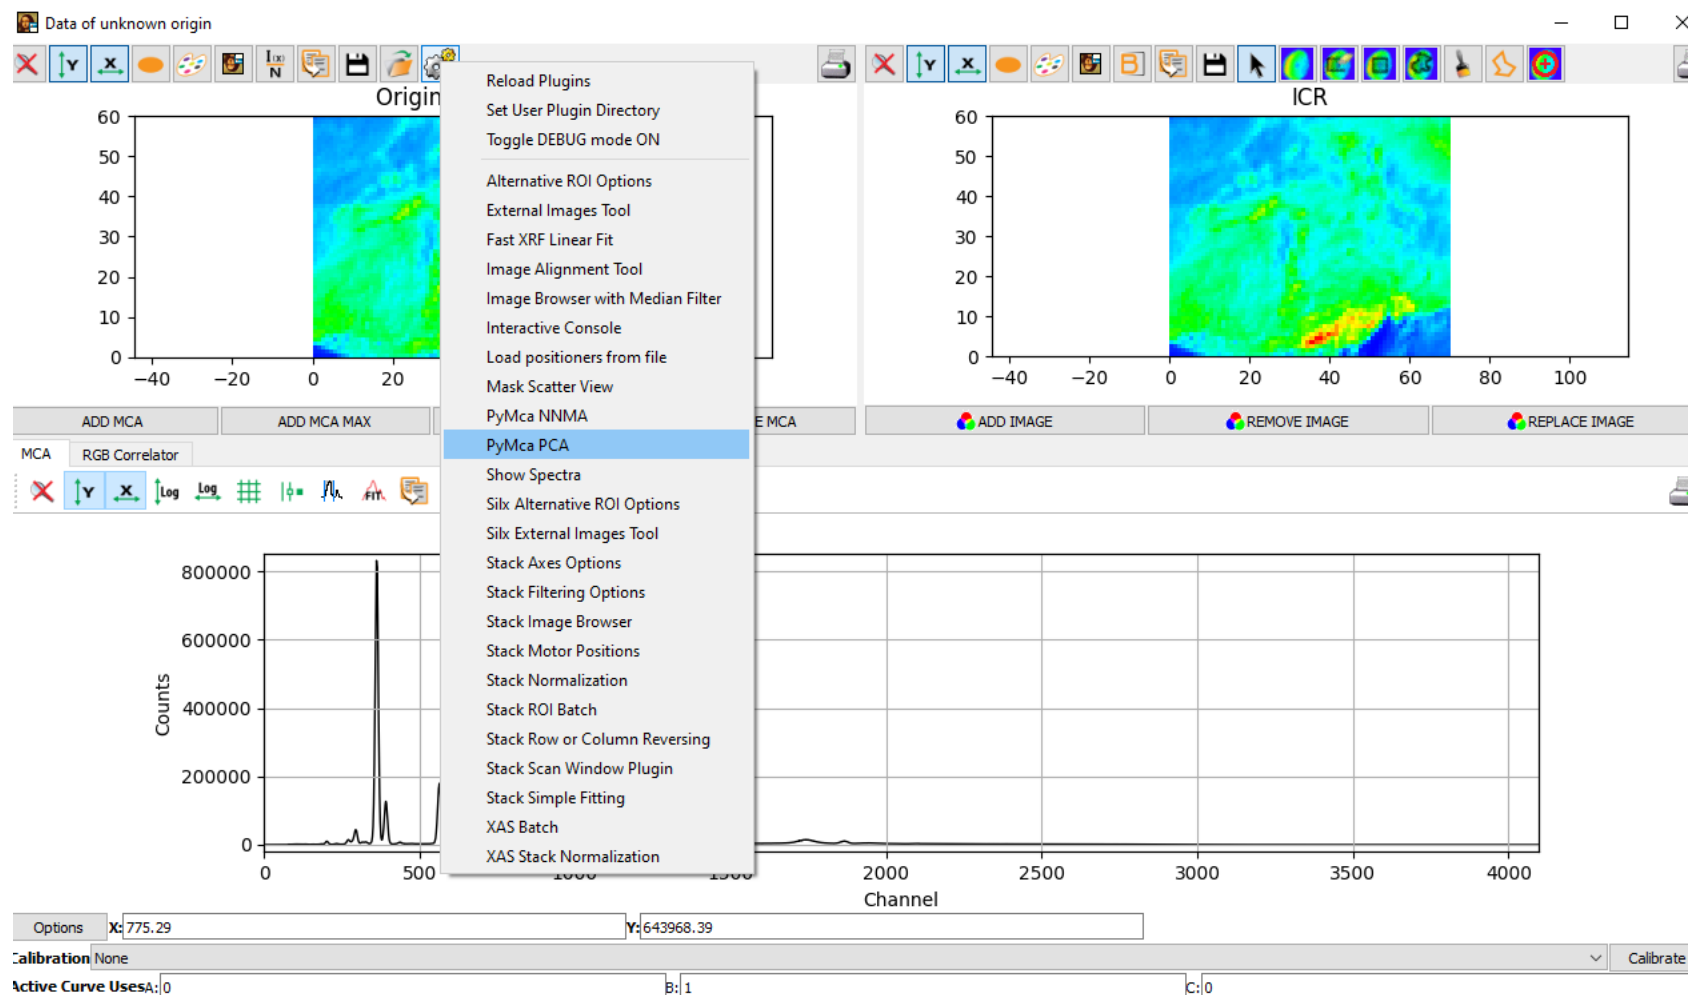 Data of unknown origin
Y X I(x) N
Y X B
Origin
ICR
60
50
40
30
20
10
0
−40 −20 0 20
60
50
40
30
20
10
0
−40 −20 0 20 40 60 80 100
Reload Plugins
Set User Plugin Directory
Toggle DEBUG mode ON
Alternative ROI Options
External Images Tool
Fast XRF Linear Fit
Image Alignment Tool
Image Browser with Median Filter
Interactive Console
Load positioners from file
Mask Scatter View
PyMca NNMA
PyMca PCA
Show Spectra
Silx Alternative ROI Options
Silx External Images Tool
Stack Axes Options
Stack Filtering Options
Stack Image Browser
Stack Motor Positions
Stack Normalization
Stack ROI Batch
Stack Row or Column Reversing
Stack Scan Window Plugin
Stack Simple Fitting
XAS Batch
XAS Stack Normalization
ADD MCA ADD MCA MAX E MCA ADD IMAGE REMOVE IMAGE REPLACE IMAGE
MCA RGB Correlator
Y X Log Log FIT
Counts
800000
600000
400000
200000
0
0 500 2000 2500 3000 3500 4000
Channel
Options X: 775.29 Y: 643968.39
Calibration None Calibrate
Active Curve Uses A: 0 B: 1 C: 0